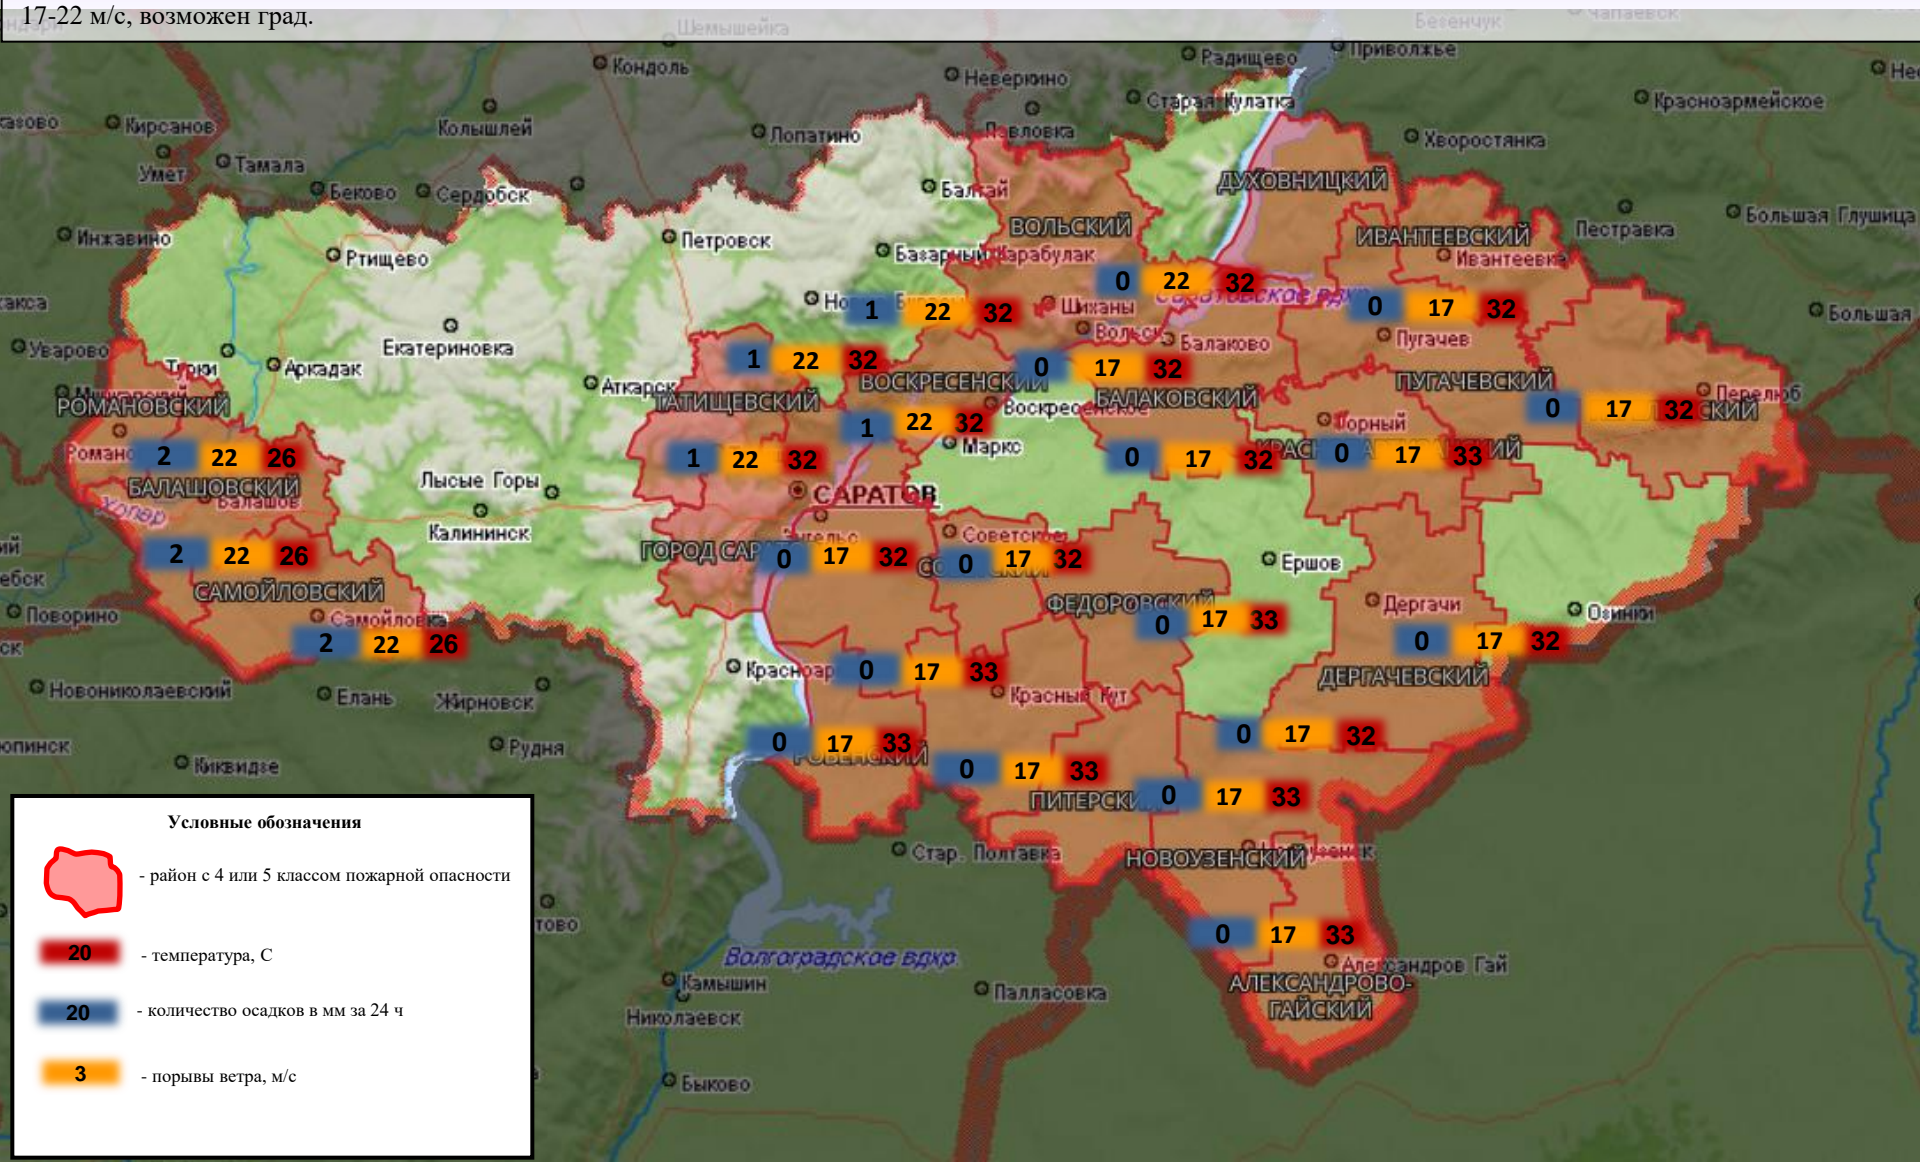 17-22 м/с, возможен град.
Шемышейка
Безенчук
Чапаевск
Кондоль
Неверкино
Радищево
Приволжье
Кирсанов
Колышлей
Лопатино
Павловка
Старая Кулатка
Красноармейское
Хворостянка
Умет
Тамала
Беково
Сердобск
Балтай
ДУХОВНИЦКИЙ
Пестравка
Большая Глушица
Инжавино
Ртищево
Петровск
Базарный Карабулак
ВОЛЬСКИЙ
ИВАНТЕЕВСКИЙ
Ивантеевка
0 22 32
1 22 32
Шиханы
0 17 32
Большая
Уварово
Екатериновка
Вольск
Балаково
Пугачев
Турки
Аркадак
Аткарск
1 22 32
ВОСКРЕСЕНСКИЙ
0 17 32
БАЛАКОВСКИЙ
ПУГАЧЕВСКИЙ
Перелюб
РОМАНОВСКИЙ
ТАТИЩЕВСКИЙ
1 22 32
Маркс
Горный
0 17 32
2 22 26
1 22 32
0 17 32
0 17 33
БАЛАШОВСКИЙ
Балашов
Хопер
Лысые Горы
Калининск
САРАТОВ
2 22 26
0 17 32
Советское
0 17 32
Ершов
САМОЙЛОВСКИЙ
Самойловка
2 22 26
ФЕДОРОВСКИЙ
0 17 33
Дергачи
Озинки
0 17 32
ДЕРГАЧЕВСКИЙ
Поворино
Новониколаевский
Елань
Жирновск
0 17 33
Красный Кут
Рудня
Киквидзе
0 17 33
РОВЕНСКИЙ
0 17 32
0 17 33
0 17 33
Стар. Полтавка
НОВОУЗЕНСКИЙ
0 17 33
Александров Гай
АЛЕКСАНДРОВО-
ГАЙСКИЙ
Волгоградское вдхр.
Камышин
Николаевск
Палласовка
Быково
Условные обозначения
- район с 4 или 5 классом пожарной опасности
20 - температура, С
20 - количество осадков в мм за 24 ч
3 - порывы ветра, м/с